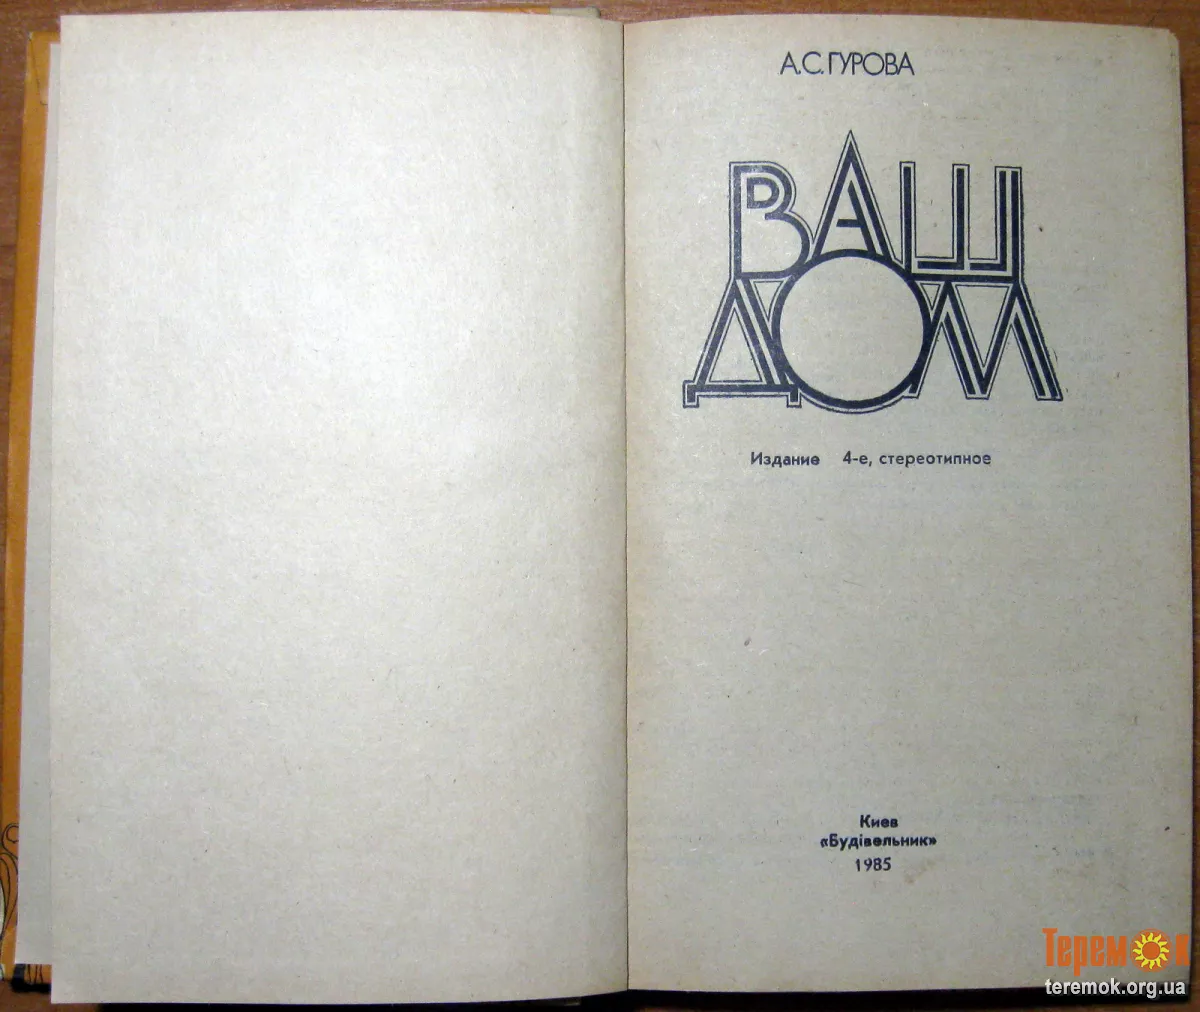 А.С.ГУРОВА
ВАШ
ДОМ
Издание 4-е, стереотипное
Киев
«Будівельник»
1985
Теремок
teremok.org.ua